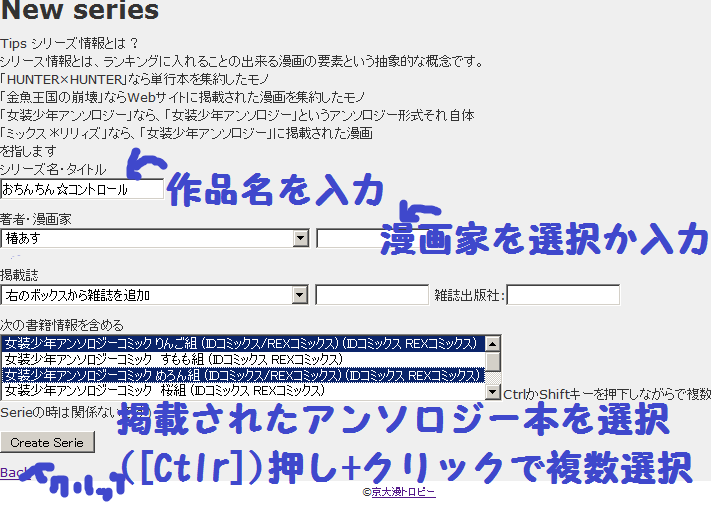 New series
Tips シリーズ情報とは？
シリース情報とは、ランキングに入れることの出来る漫画の要素という抽象的な概念です。
「HUNTER×HUNTER」なら単行本を集約したモノ
「金魚王国の崩壊」ならWebサイトに掲載された漫画を集約したモノ
「女装少年アンソロジー」なら、「女装少年アンソロジー」というアンソロジー形式それ自体
「ミックス＊リリィズ」なら、「女装少年アンソロジー」に掲載された漫画
を指します
シリーズ名・タイトル
おちんちん☆コントロール
作品名を入力
著者・漫画家
椿あす
漫画家を選択か入力
掲載誌
右のボックスから雑誌を追加 雑誌出版社:
次の書籍情報を含める
女装少年アンソロジーコミック りんご組 (IDコミックス/REXコミックス) (IDコミックス REXコミックス)
女装少年アンソロジーコミック すもも組 (IDコミックス REXコミックス)
女装少年アンソロジーコミック めろん組 (IDコミックス/REXコミックス) (IDコミックス REXコミックス)
女装少年アンソロジーコミック 桜組 (IDコミックス REXコミックス)
CtrlかShiftキーを押下しながらで複数
Serieの時は関係ない
掲載されたアンソロジー本を選択
Create Serie
([Ctlr])押し+クリックで複数選択
Back
クリック
©京大漫トロピー